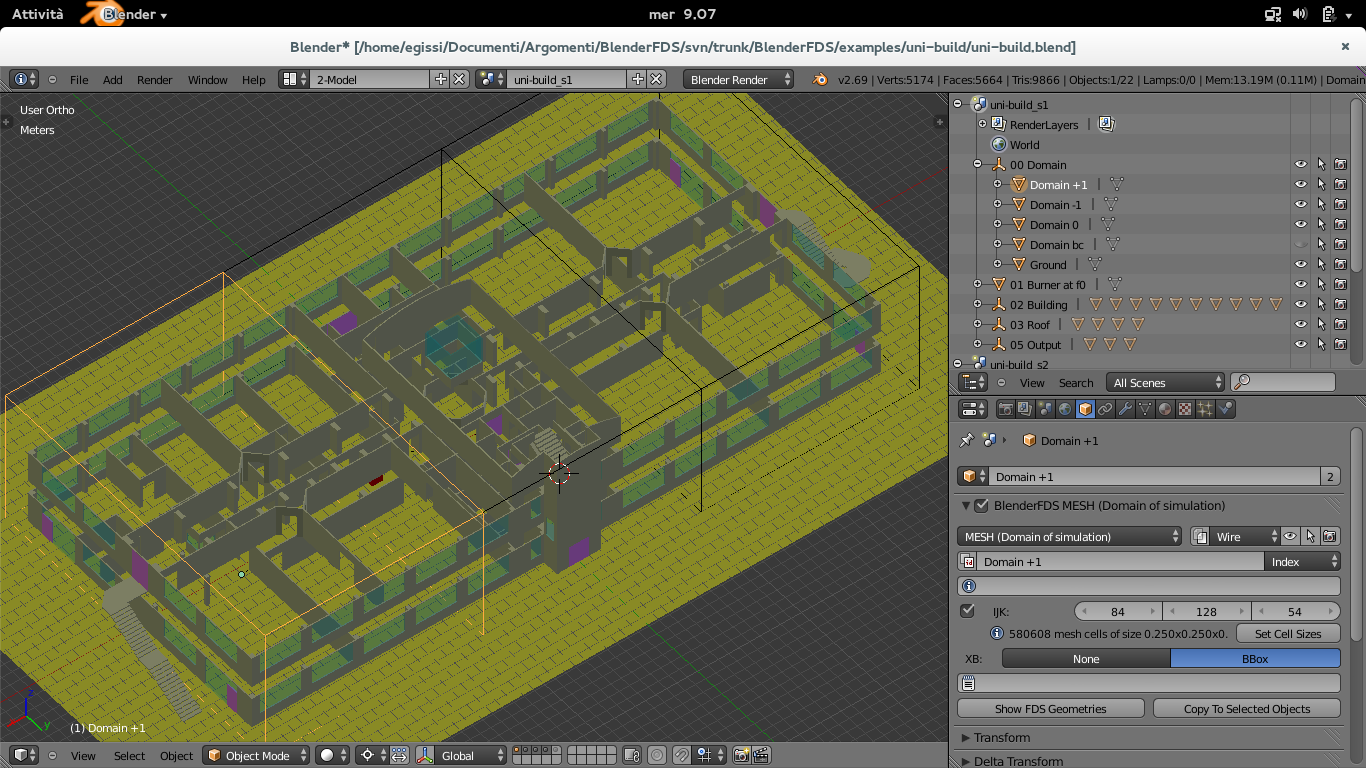 Attività Blender mer 9.07
Blender* [/home/egissi/Documenti/Argomenti/BlenderFDS/svn/trunk/BlenderFDS/examples/uni-build/uni-build.blend]
File Add Render Window Help 2-Model uni-build_s1 Blender Render v2.69 | Verts:5174 | Faces:5664 | Tris:9866 | Objects:1/22 | Lamps:0/0 | Mem:13.19M (0.11M) | Domain
User Ortho
Meters
z
y
(1) Domain +1
View Select Object Object Mode Global
uni-build_s1
RenderLayers
World
00 Domain
Domain +1
Domain -1
Domain 0
Domain bc
Ground
01 Burner at f0
02 Building
03 Roof
05 Output
uni-build_s2
View Search All Scenes
Domain +1
Domain +1 2
BlenderFDS MESH (Domain of simulation)
MESH (Domain of simulation) Wire
Domain +1 Index
IJK: 84 128 54
580608 mesh cells of size 0.250x0.250x0. Set Cell Sizes
XB: None BBox
Show FDS Geometries Copy To Selected Objects
Transform
Delta Transform